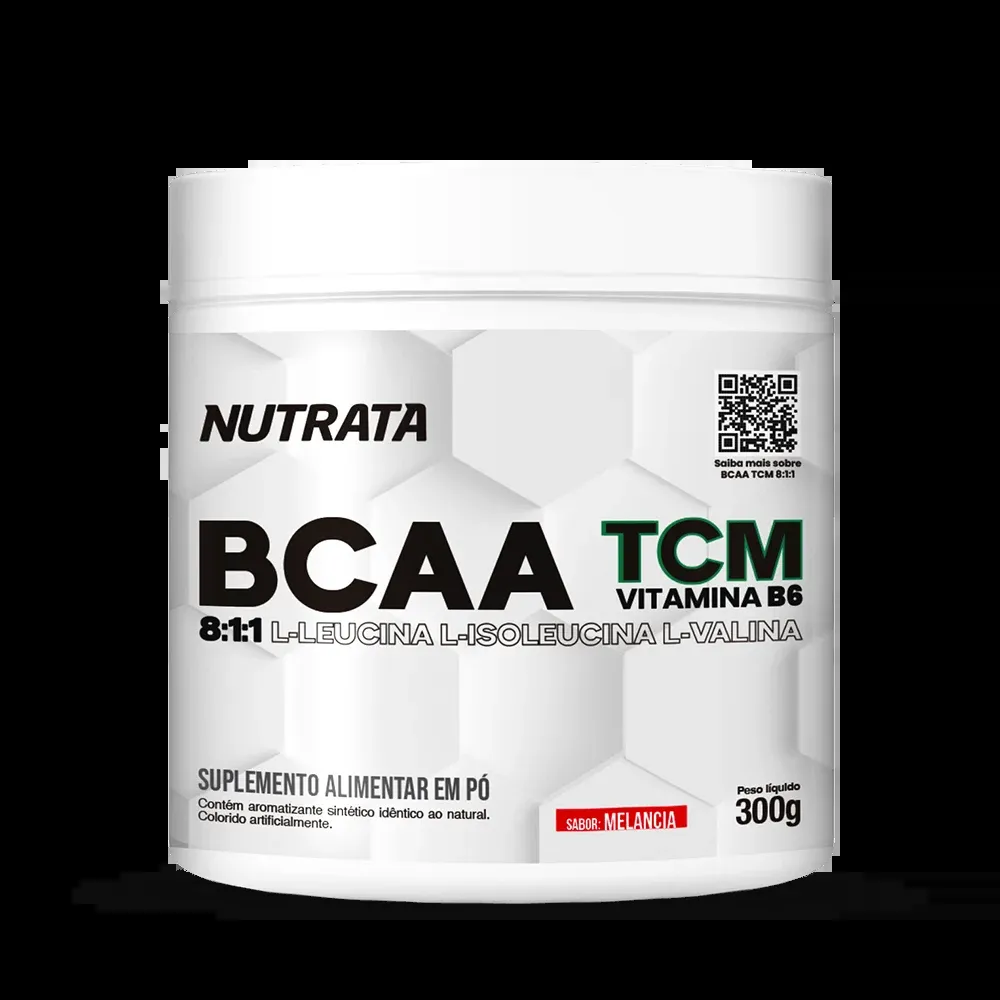 NUTRATA
Saiba mais sobre
BCAA TCM 8:1:1
BCAA TCM
VITAMINA B6
8:1:1 L-LEUCINA L-ISOLEUCINA L-VALINA
SUPLEMENTO ALIMENTAR EM PÓ
Contém aromatizante sintético idêntico ao natural.
Colorido artificialmente.
SABOR: MELANCIA
Peso líquido
300g